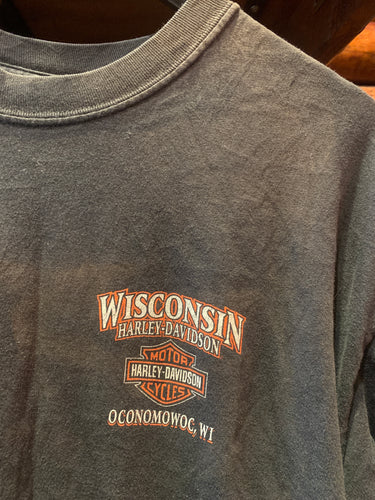 WISCONSIN
HARLEY-DAVIDSON
MOTOR
HARLEY-DAVIDSON
CYCLES
OCONOMOWOC, WI